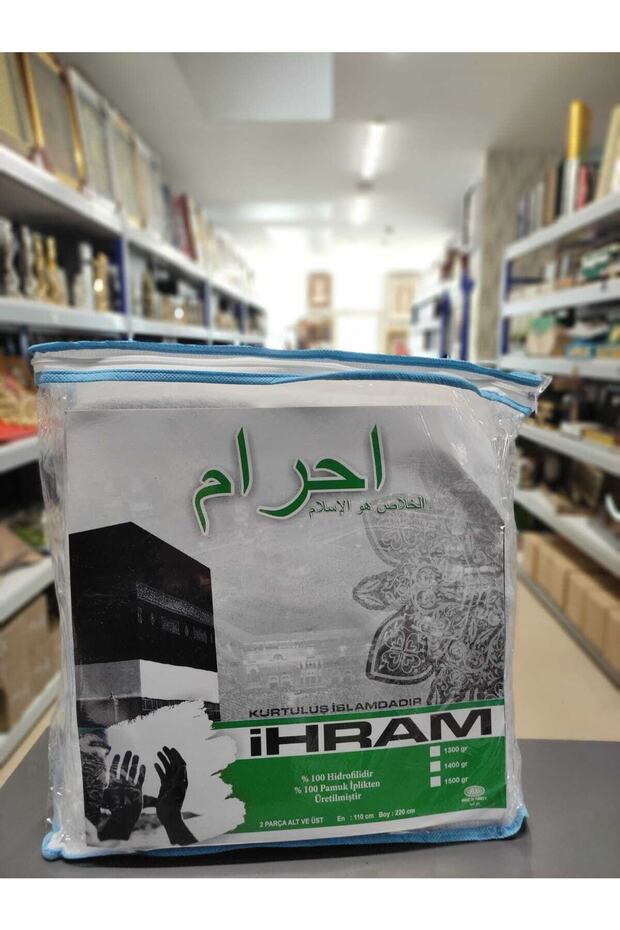 احرام
الخلاص هو الإسلام
KURTULUŞ İSLAMDADIR
iHRAM
1300 gr
1400 gr
1500 gr
% 100 Hidrofilidir
% 100 Pamuk İplikten
Üretilmiştir
2 PARÇA ALT VE ÜST En : 110 cm Boy : 220 cm